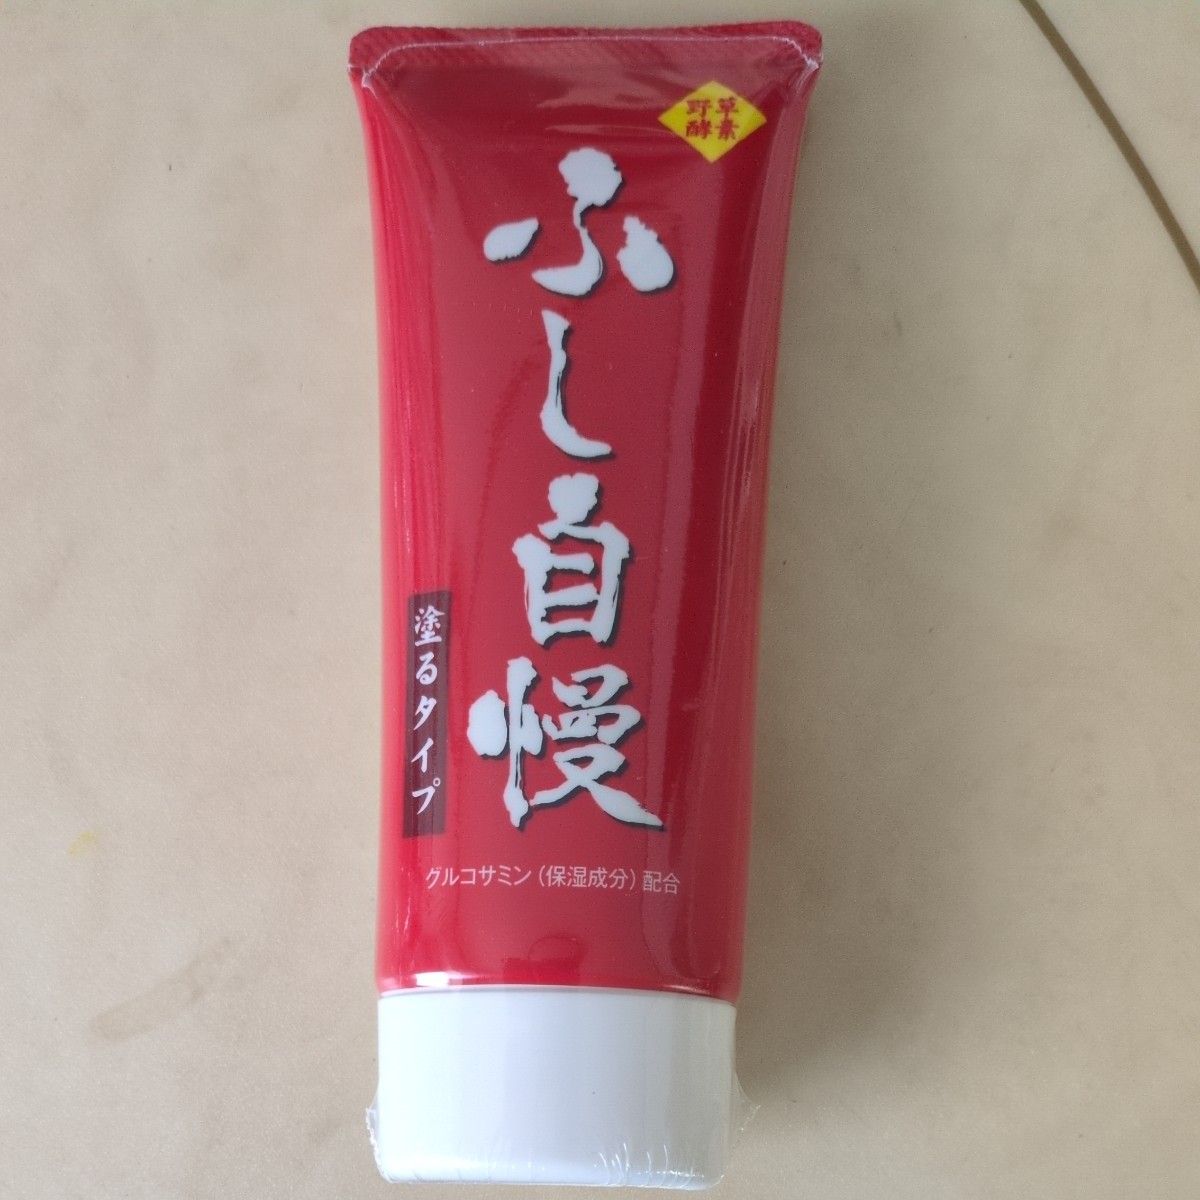 野草
酵素
ふし自慢
塗るタイプ
グルコサミン（保湿成分）配合